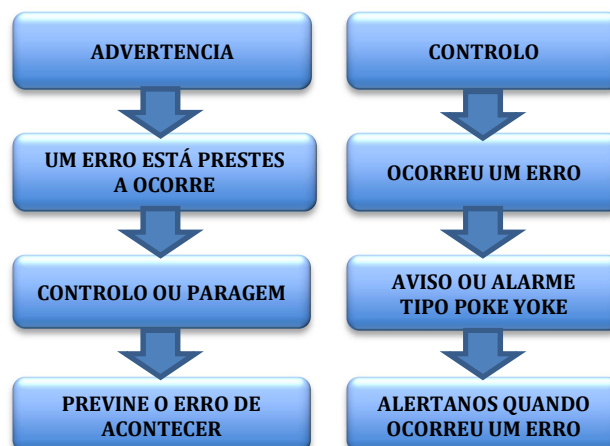 ADVERTENCIA
UM ERRO ESTÁ PRESTES
A OCORRE
CONTROLO OU PARAGEM
PREVINE O ERRO DE
ACONTECER
CONTROLO
OCORREU UM ERRO
AVISO OU ALARME
TIPO POKE YOKE
ALERTANOS QUANDO
OCORREU UM ERRO